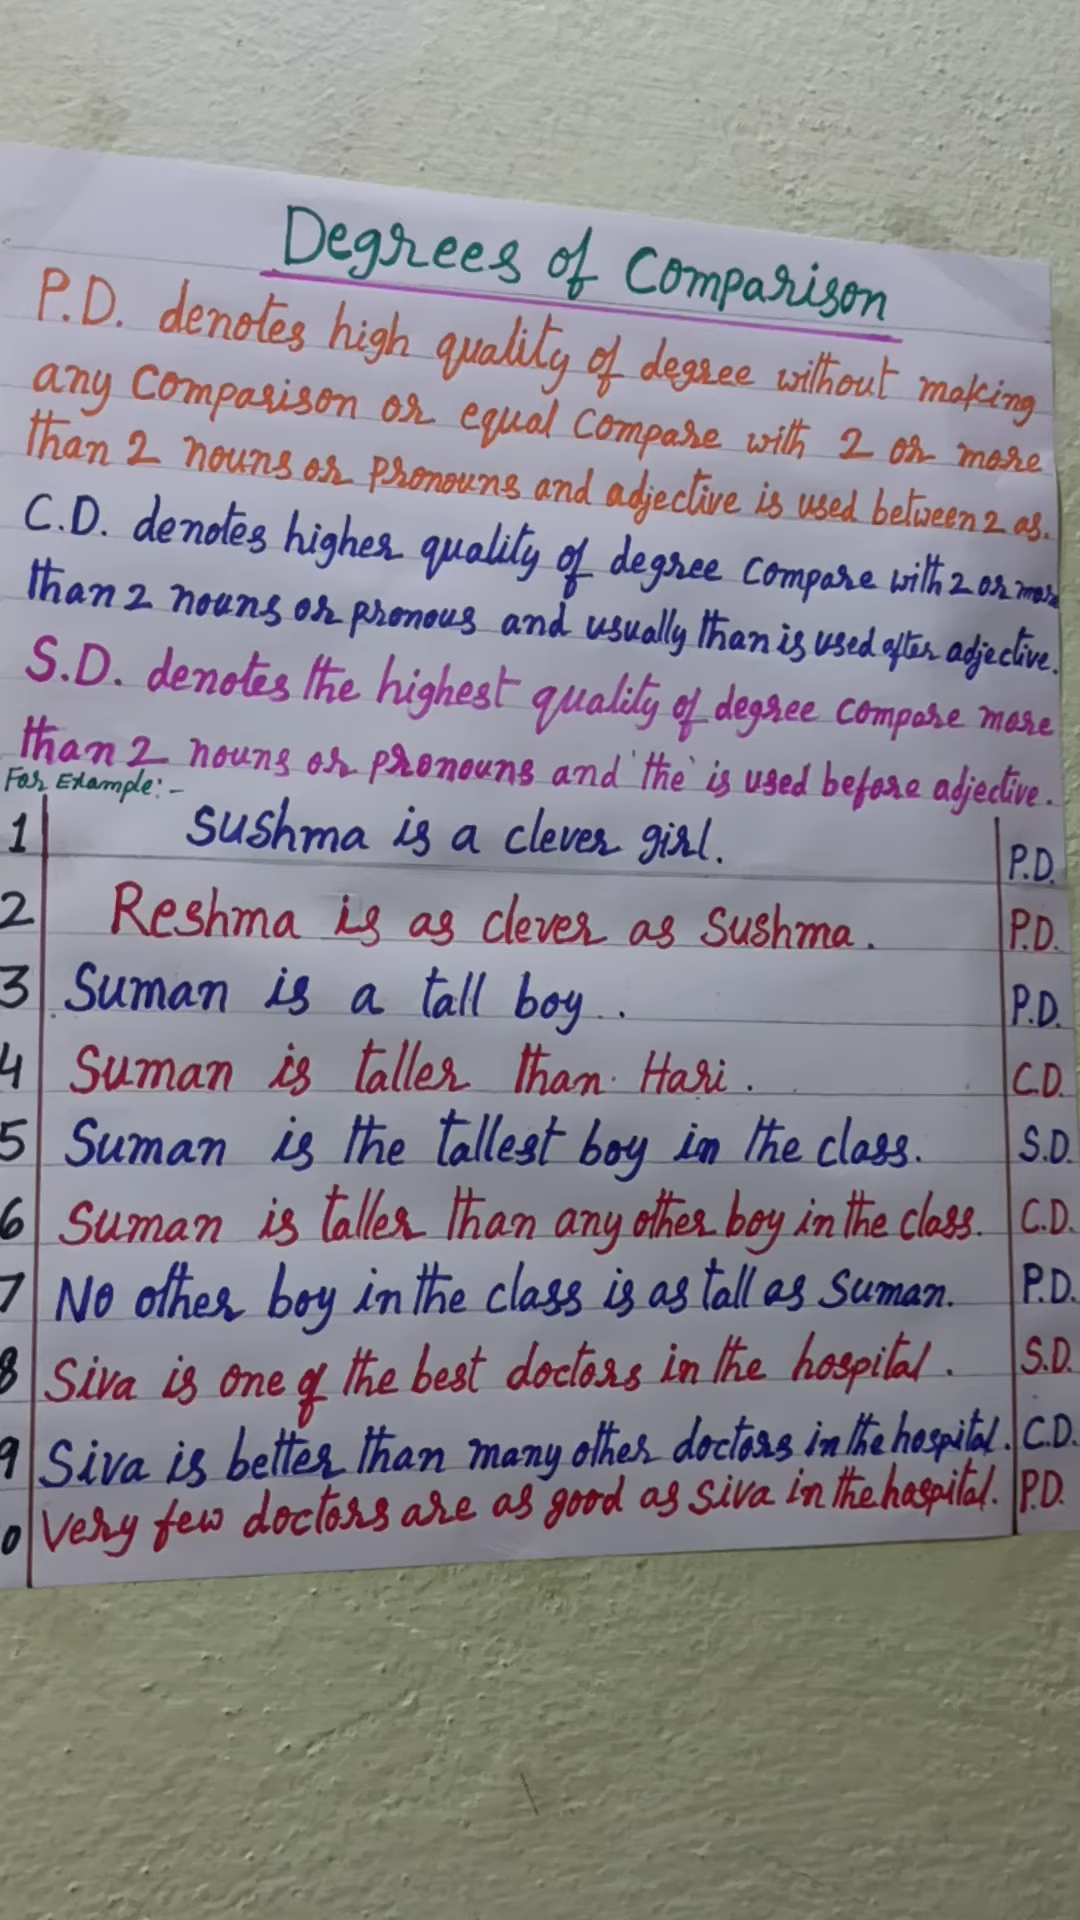 Degrees of Comparison
P.D. denotes high quality of degree without making
any Comparison or equal Compare with 2 or more
than 2 nouns or pronouns and adjective is used between 2 as.
C.D. denotes higher quality of degree Compare with 2 or more
than 2 nouns or pronous and usually than is used after adjective.
S.D. denotes the highest quality of degree compare more
than 2 nouns or pronouns and 'the' is used before adjective.
For Example:-
1 Sushma is a clever girl. P.D.
2 Reshma is as clever as Sushma. P.D.
3 Suman is a tall boy.. P.D.
4 Suman is taller than Hari. C.D.
5 Suman is the tallest boy in the class. S.D.
6 Suman is taller than any other boy in the class. C.D.
7 No other boy in the class is as tall as Suman. P.D.
8 Siva is one of the best doctors in the hospital. S.D.
9 Siva is better than many other doctors in the hospital. C.D.
0 Very few doctors are as good as Siva in the hospital. P.D.